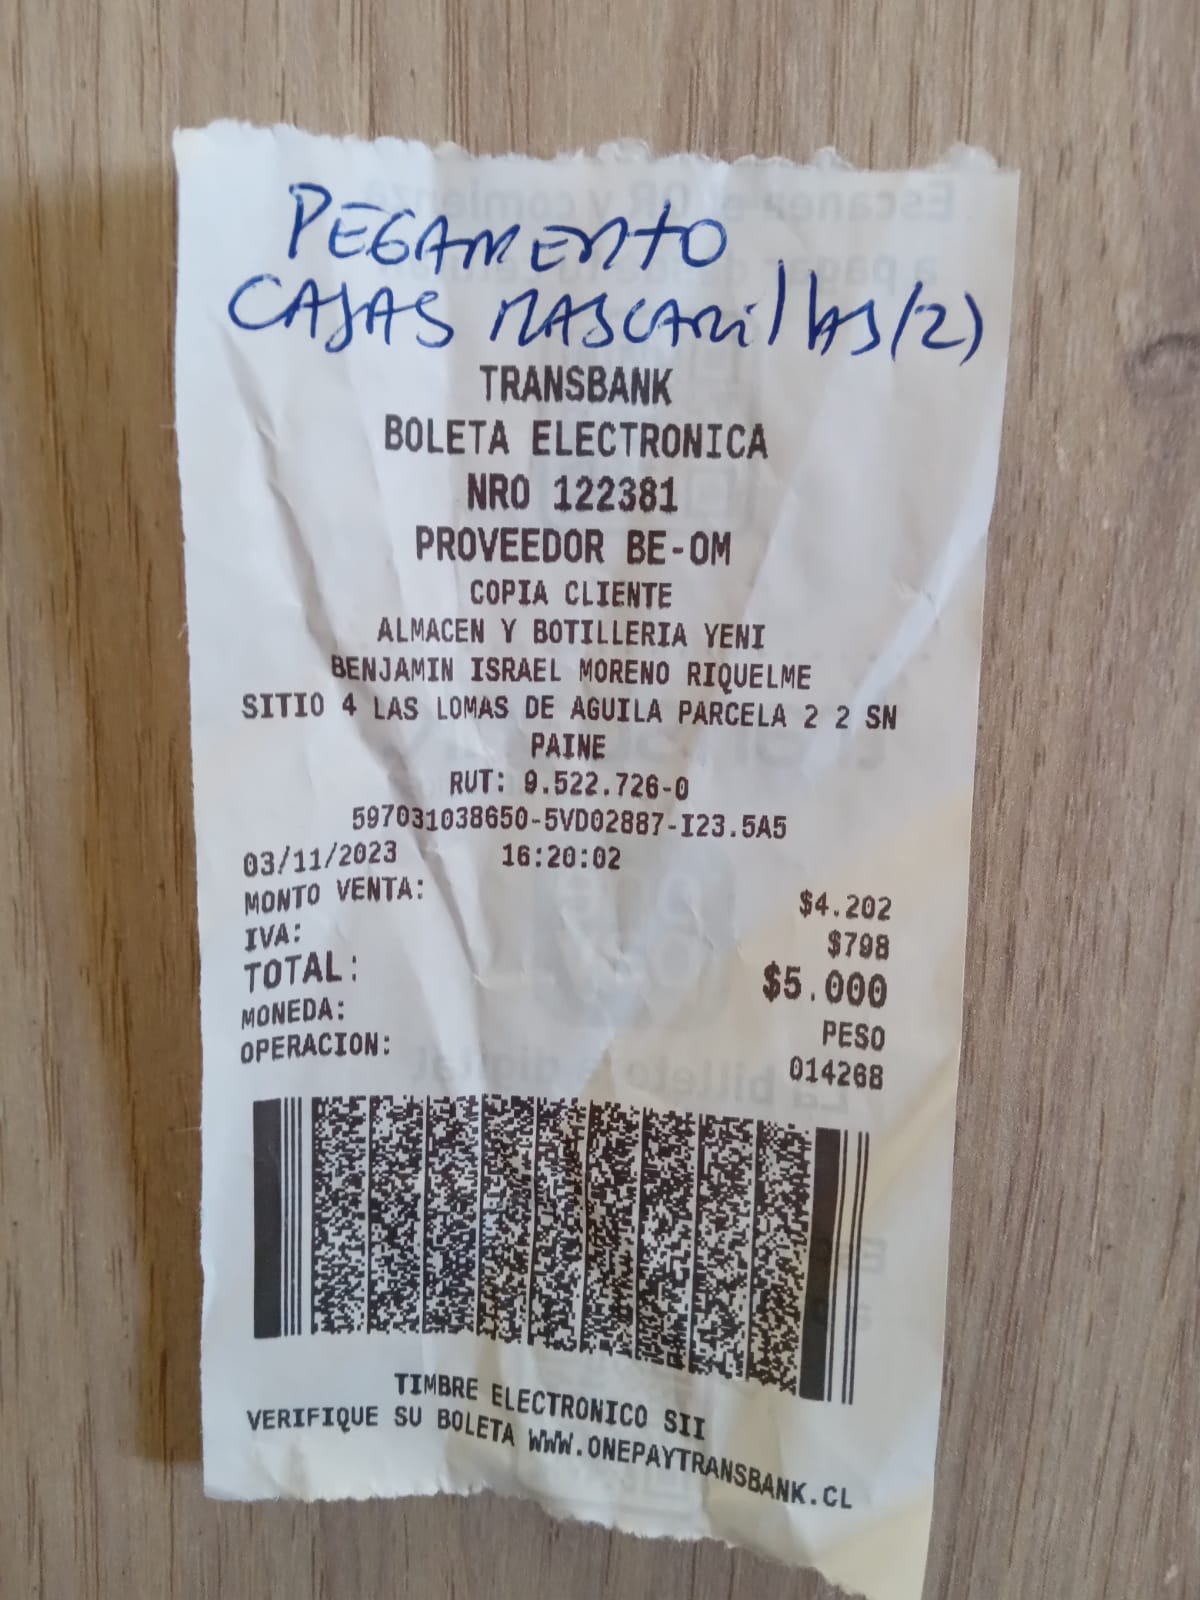 PEGAMENTO
CAJAS MASCARILLAS (2)
TRANSBANK
BOLETA ELECTRONICA
NRO 122381
PROVEEDOR BE-OM
COPIA CLIENTE
ALMACEN Y BOTILLERIA YENI
BENJAMIN ISRAEL MORENO RIQUELME
SITIO 4 LAS LOMAS DE AGUILA PARCELA 2 2 SN
PAINE
RUT: 9.522.726-0
597031038650-5VD02887-I23.5A5
03/11/2023 16:20:02
MONTO VENTA: $4.202
IVA: $798
TOTAL: $5.000
MONEDA: PESO
OPERACION: 014268
TIMBRE ELECTRONICO SII
VERIFIQUE SU BOLETA WWW.ONEPAYTRANSBANK.CL